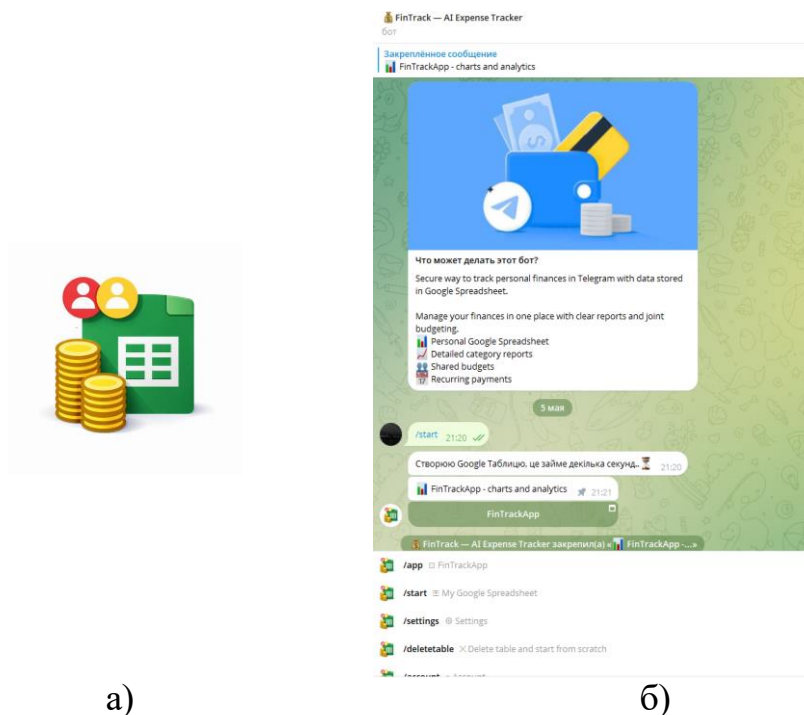 FinTrack — AI Expense Tracker
бот
Закреплённое сообщение
FinTrackApp - charts and analytics
Что может делать этот бот?
Secure way to track personal finances in Telegram with data stored
in Google Spreadsheet.
Manage your finances in one place with clear reports and joint
budgeting.
Personal Google Spreadsheet
Detailed category reports
Shared budgets
Recurring payments
5 мая
/start 21:20
Створюю Google Таблицю, це займе декілька секунд.. 21:20
FinTrackApp - charts and analytics 21:21
FinTrackApp
FinTrack — AI Expense Tracker закрепил(а) «FinTrackApp -...»
/app FinTrackApp
/start My Google Spreadsheet
/settings Settings
/deletetable Delete table and start from scratch
/account Account
а)
б)